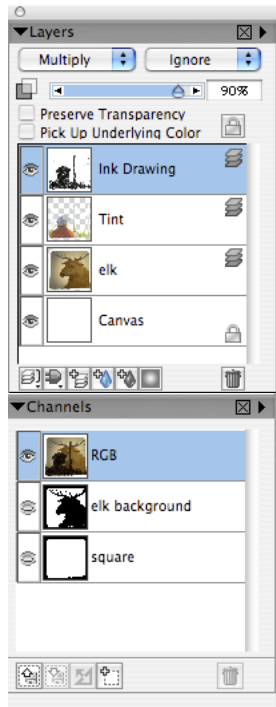 Layers
Multiply Ignore
90%
Preserve Transparency
Pick Up Underlying Color
Ink Drawing
Tint
elk
Canvas
Channels
RGB
elk background
square